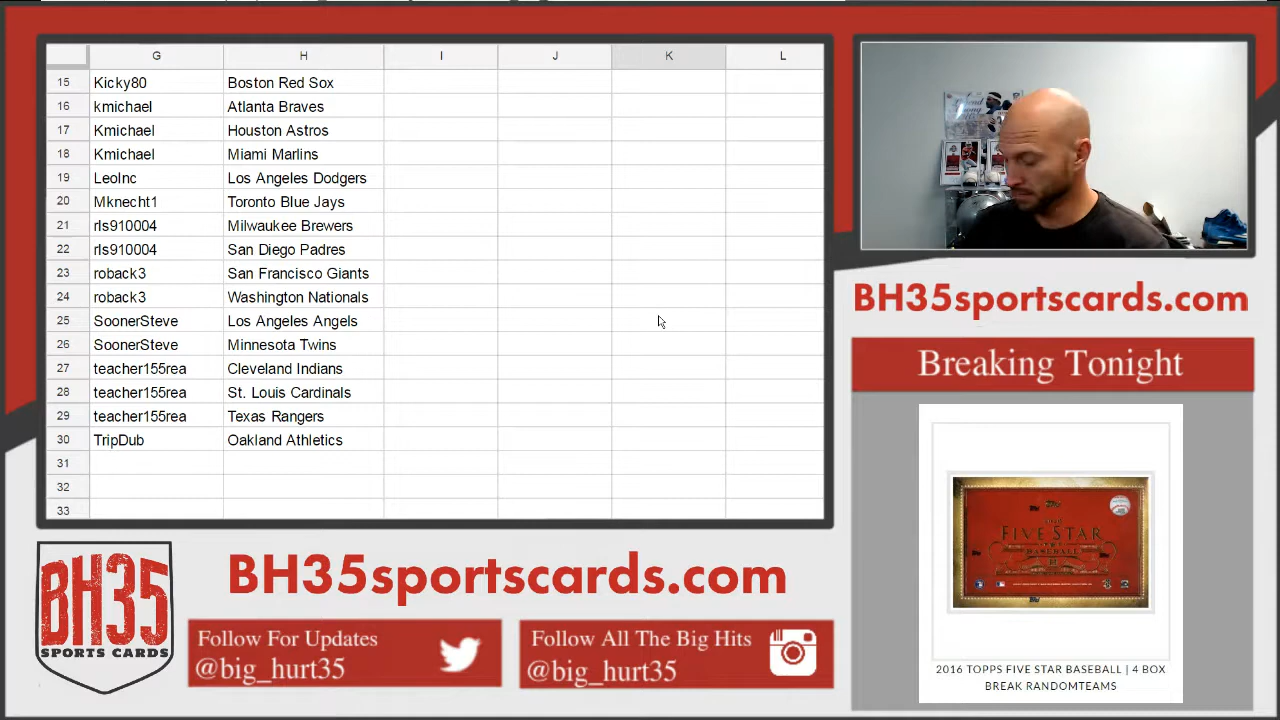 G H I J K L
15 Kicky80 Boston Red Sox
16 kmichael Atlanta Braves
17 Kmichael Houston Astros
18 Kmichael Miami Marlins
19 LeoInc Los Angeles Dodgers
20 Mknecht1 Toronto Blue Jays
21 rls910004 Milwaukee Brewers
22 rls910004 San Diego Padres
23 roback3 San Francisco Giants
24 roback3 Washington Nationals
25 SoonerSteve Los Angeles Angels
26 SoonerSteve Minnesota Twins
27 teacher155rea Cleveland Indians
28 teacher155rea St. Louis Cardinals
29 teacher155rea Texas Rangers
30 TripDub Oakland Athletics
31
32
33
BH35sportscards.com
Breaking Tonight
FIVE STAR
BASEBALL
2016 TOPPS FIVE STAR BASEBALL | 4 BOX
BREAK RANDOMTEAMS
BH35
SPORTS CARDS
BH35sportscards.com
Follow For Updates
@big_hurt35
Follow All The Big Hits
@big_hurt35